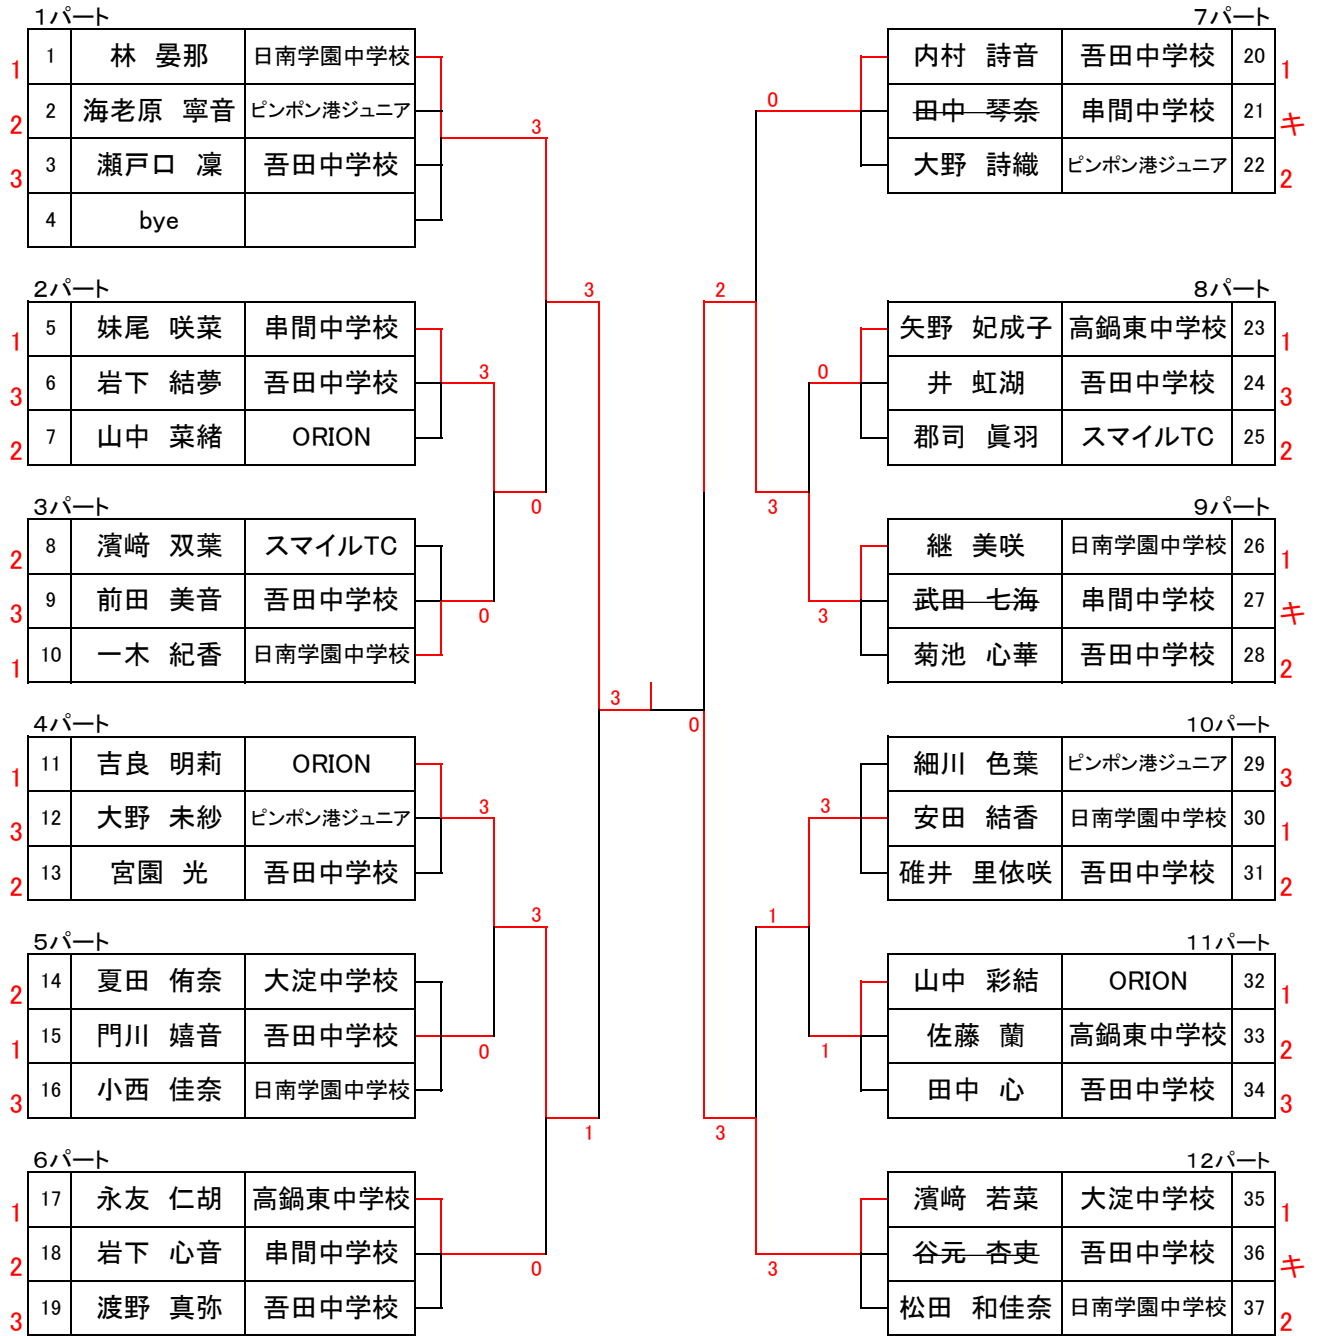 1パート
1 1 林 晏那 日南学園中学校
2 2 海老原 寧音 ピンポン港ジュニア
3 3 瀬戸口 凜 吾田中学校
4 bye
3
2パート
1 5 妹尾 咲菜 串間中学校
3 6 岩下 結夢 吾田中学校
2 7 山中 菜緒 ORION
3
3
0
3パート
2 8 濱﨑 双葉 スマイルTC
3 9 前田 美音 吾田中学校
1 10 一木 紀香 日南学園中学校
0
4パート
1 11 吉良 明莉 ORION
3 12 大野 未紗 ピンポン港ジュニア
2 13 宮園 光 吾田中学校
3
3
5パート
2 14 夏田 侑奈 大淀中学校
1 15 門川 嬉音 吾田中学校
3 16 小西 佳奈 日南学園中学校
0
1
6パート
1 17 永友 仁胡 高鍋東中学校
2 18 岩下 心音 串間中学校
3 19 渡野 真弥 吾田中学校
0
3
0
7パート
内村 詩音 吾田中学校 20 1
田中 琴奈 串間中学校 21 キ
大野 詩織 ピンポン港ジュニア 22 2
0
2
8パート
矢野 妃成子 高鍋東中学校 23 1
井 虹湖 吾田中学校 24 3
郡司 眞羽 スマイルTC 25 2
0
3
9パート
継 美咲 日南学園中学校 26 1
武田 七海 串間中学校 27 キ
菊池 心華 吾田中学校 28 2
3
10パート
細川 色葉 ピンポン港ジュニア 29 3
安田 結香 日南学園中学校 30 1
碓井 里依咲 吾田中学校 31 2
3
1
11パート
山中 彩結 ORION 32 1
佐藤 蘭 高鍋東中学校 33 2
田中 心 吾田中学校 34 3
1
3
12パート
濱﨑 若菜 大淀中学校 35 1
谷元 杏吏 吾田中学校 36 キ
松田 和佳奈 日南学園中学校 37 2
3